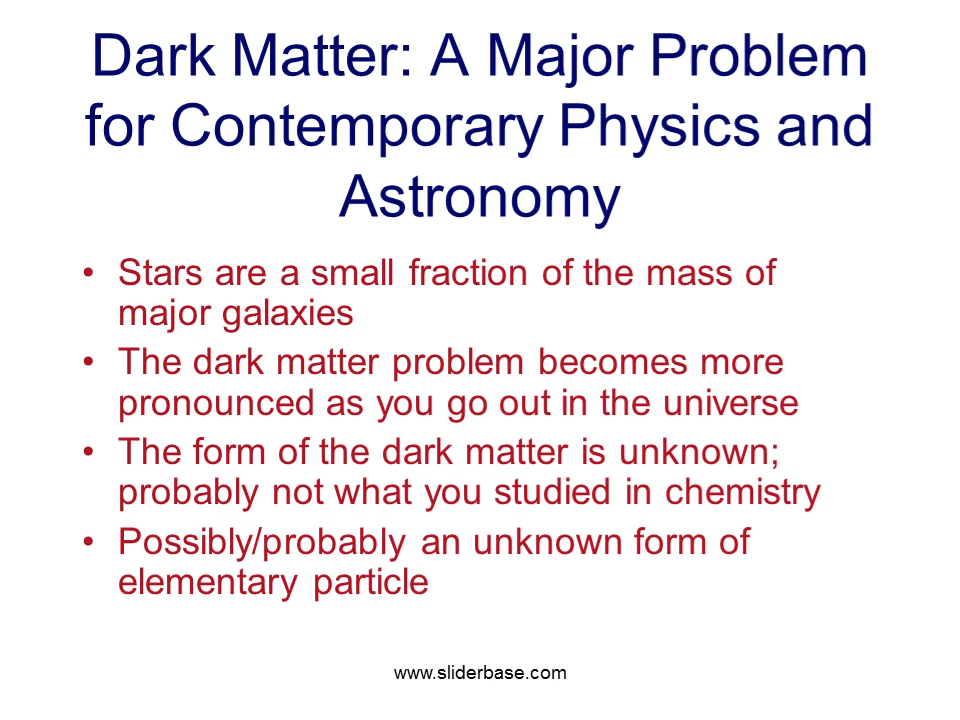 Dark Matter: A Major Problem
for Contemporary Physics and
Astronomy
• Stars are a small fraction of the mass of
major galaxies
• The dark matter problem becomes more
pronounced as you go out in the universe
• The form of the dark matter is unknown;
probably not what you studied in chemistry
• Possibly/probably an unknown form of
elementary particle
www.sliderbase.com